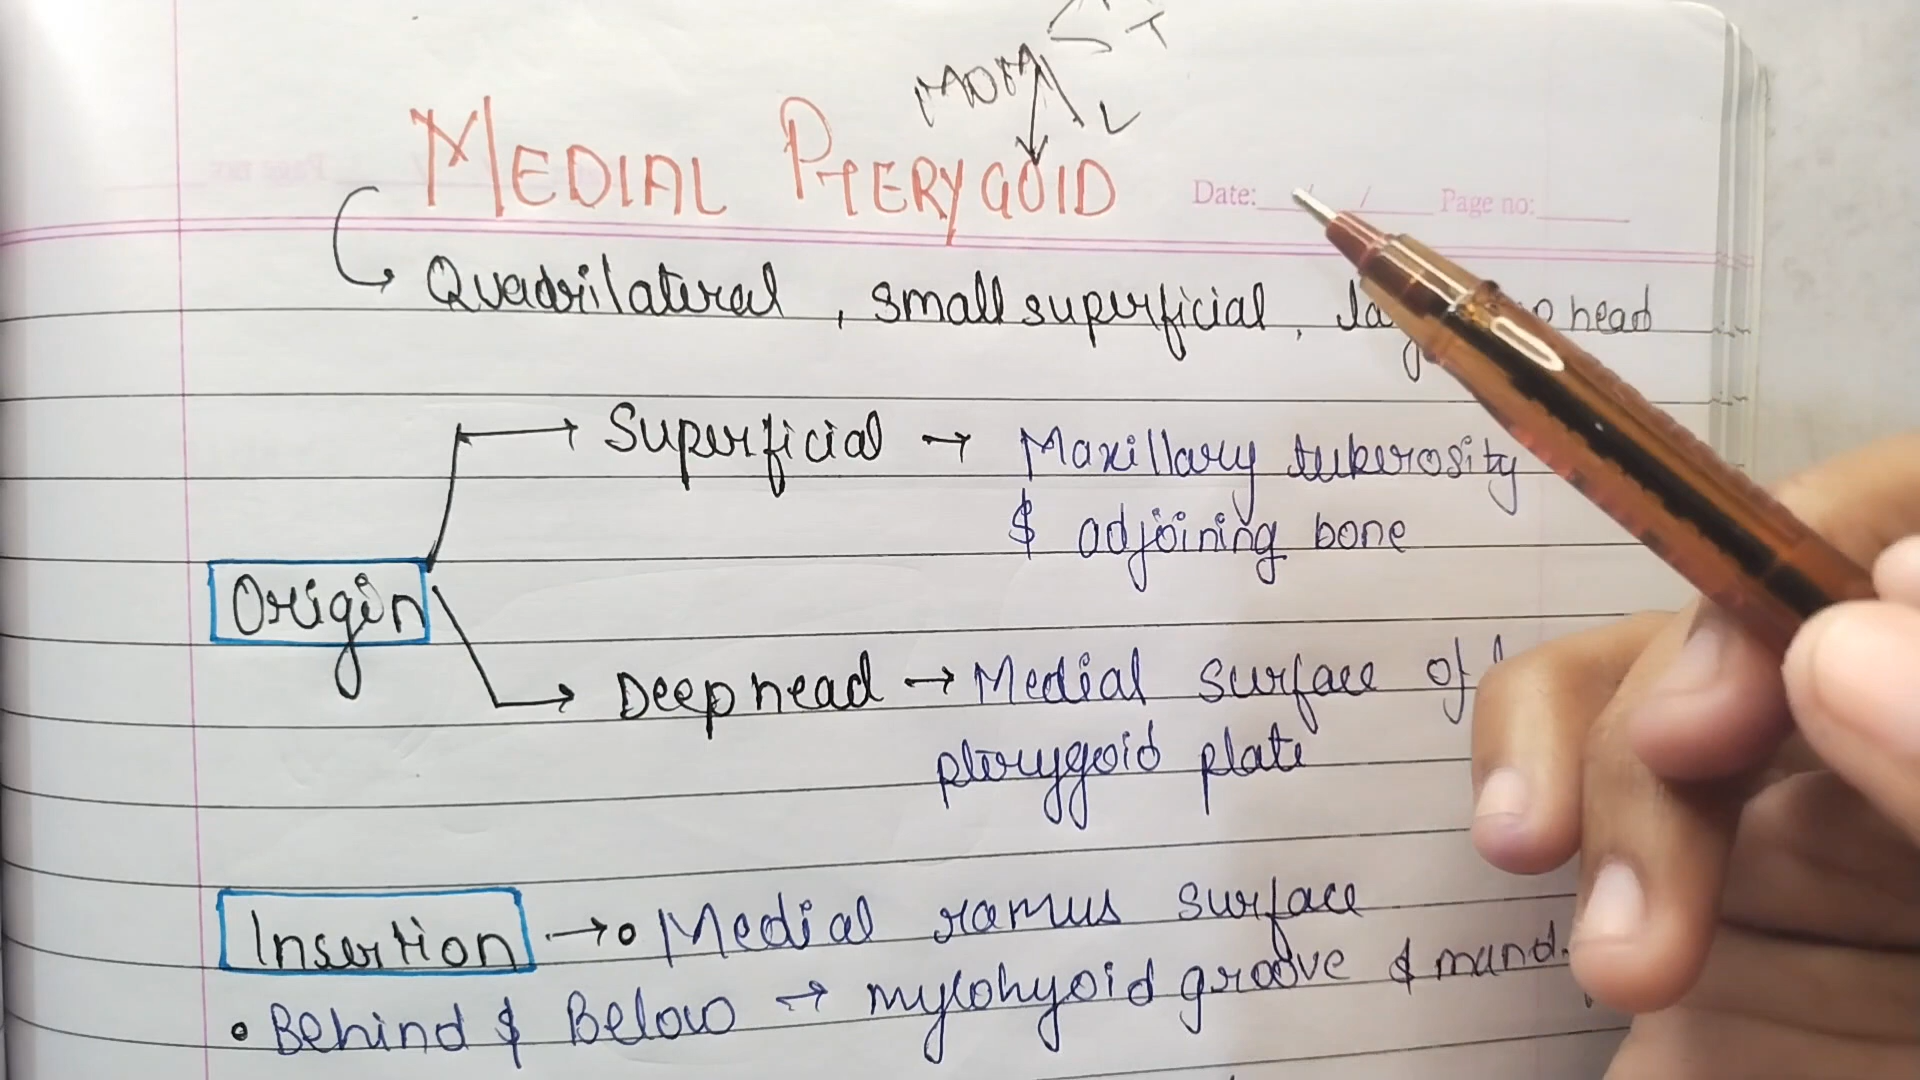 MOM
T
L
MEDIAL PTERYGOID
Date: / / Page no:
Quadrilateral, small superficial, head
Superficial → Maxillary tuberosity
& adjoining bone
Origin
Deep head → Medial surface of
pterygoid plate
Insertion → • Medial ramus surface
• Behind & Below → mylohyoid groove & mand.